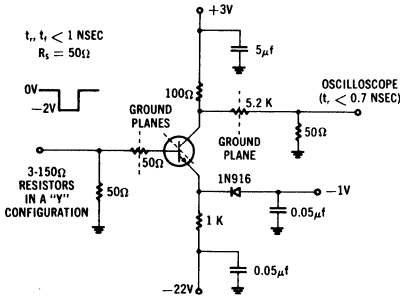 +3V
tr, tf < 1 NSEC
Rs = 50Ω
5μf
0V
−2V
100Ω
5.2 K
OSCILLOSCOPE
(tr < 0.7 NSEC)
GROUND
PLANES
GROUND
PLANE
50Ω
50Ω
3-150Ω
RESISTORS
IN A "Y"
CONFIGURATION
50Ω
1N916
−1V
0.05μf
1 K
0.05μf
−22V